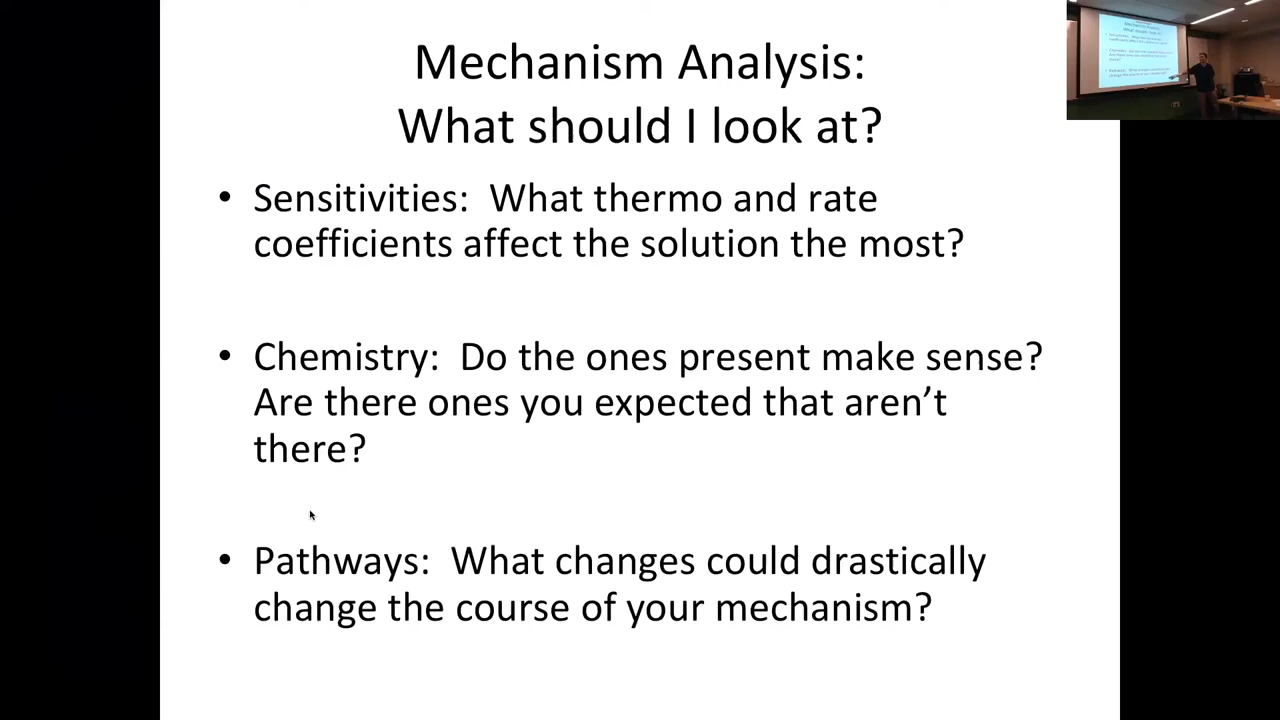 Mechanism Analysis:
What should I look at?
• Sensitivities: What thermo and rate
coefficients affect the solution the most?
• Chemistry: Do the ones present make sense?
Are there ones you expected that aren’t
there?
• Pathways: What changes could drastically
change the course of your mechanism?